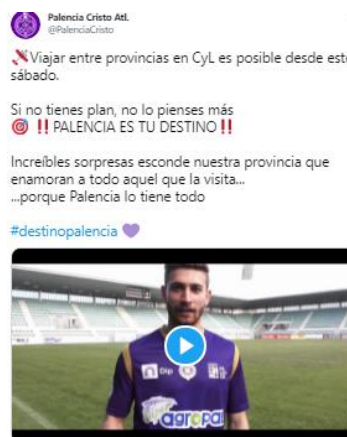 Palencia Cristo Atl.
@PalenciaCristo
Viajar entre provincias en CyL es posible desde este
sábado.
Si no tienes plan, no lo pienses más
‼PALENCIA ES TU DESTINO‼
Increíbles sorpresas esconde nuestra provincia que
enamoran a todo aquel que la visita...
...porque Palencia lo tiene todo
#destinopalencia
Dip
agropal